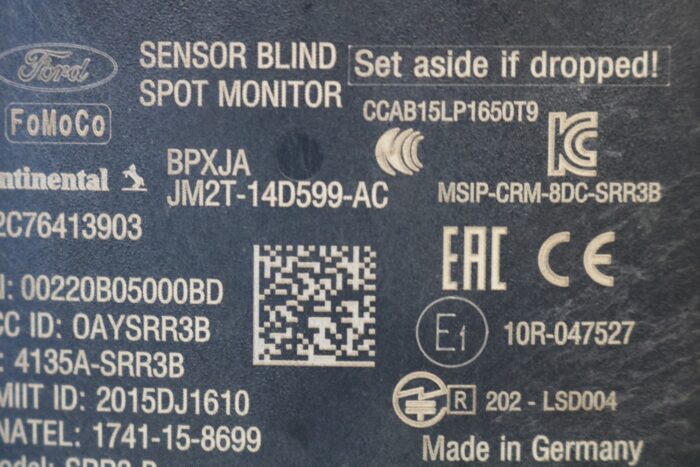 Ford
SENSOR BLIND
SPOT MONITOR
Set aside if dropped!
FoMoCo
CCAB15LP1650T9
ntinental
BPXJA
JM2T-14D599-AC
MSIP-CRM-8DC-SRR3B
2C76413903
EAC CE
N: 00220B05000BD
CC ID: OAYSRR3B
E1
10R-047527
: 4135A-SRR3B
MIIT ID: 2015DJ1610
R 202 - LSD004
NATEL: 1741-15-8699
Made in Germany